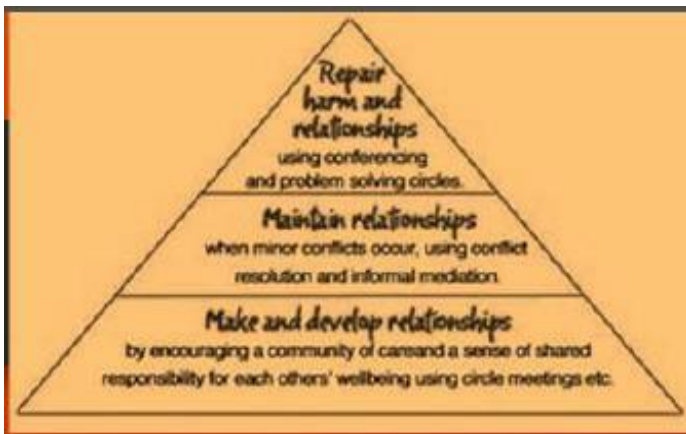 Repair
harm and
relationships
using conferencing
and problem solving circles.
Maintain relationships
when minor conflicts occur, using conflict
resolution and informal mediation.
Make and develop relationships
by encouraging a community of careand a sense of shared
responsibility for each others' wellbeing using circle meetings etc.